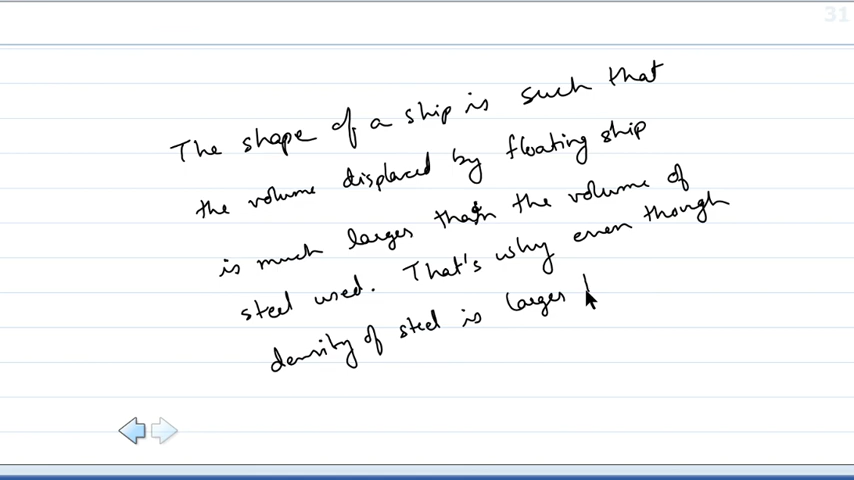 31
The shape of a ship is such that
the volume displaced by floating ship
is much larger than the volume of
steel used. That's why even though
density of steel is larger